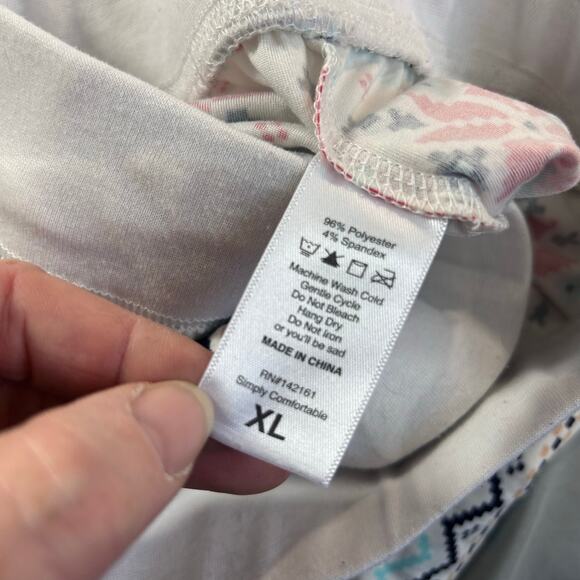 96% Polyester
4% Spandex
Machine Wash Cold
Gentle Cycle
Do Not Bleach
Hang Dry
Do Not Iron
or you'll be sad
MADE IN CHINA
RN#142161
Simply Comfortable
XL